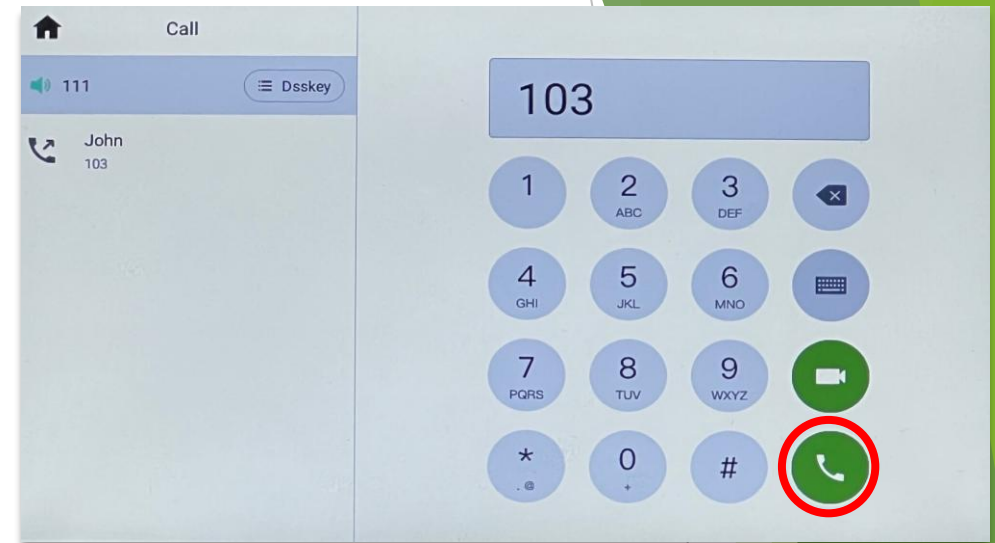 Call
111
Dsskey
John
103
103
1
2
ABC
3
DEF
4
GHI
5
JKL
6
MNO
7
PQRS
8
TUV
9
WXYZ
*
. @
0
+
#